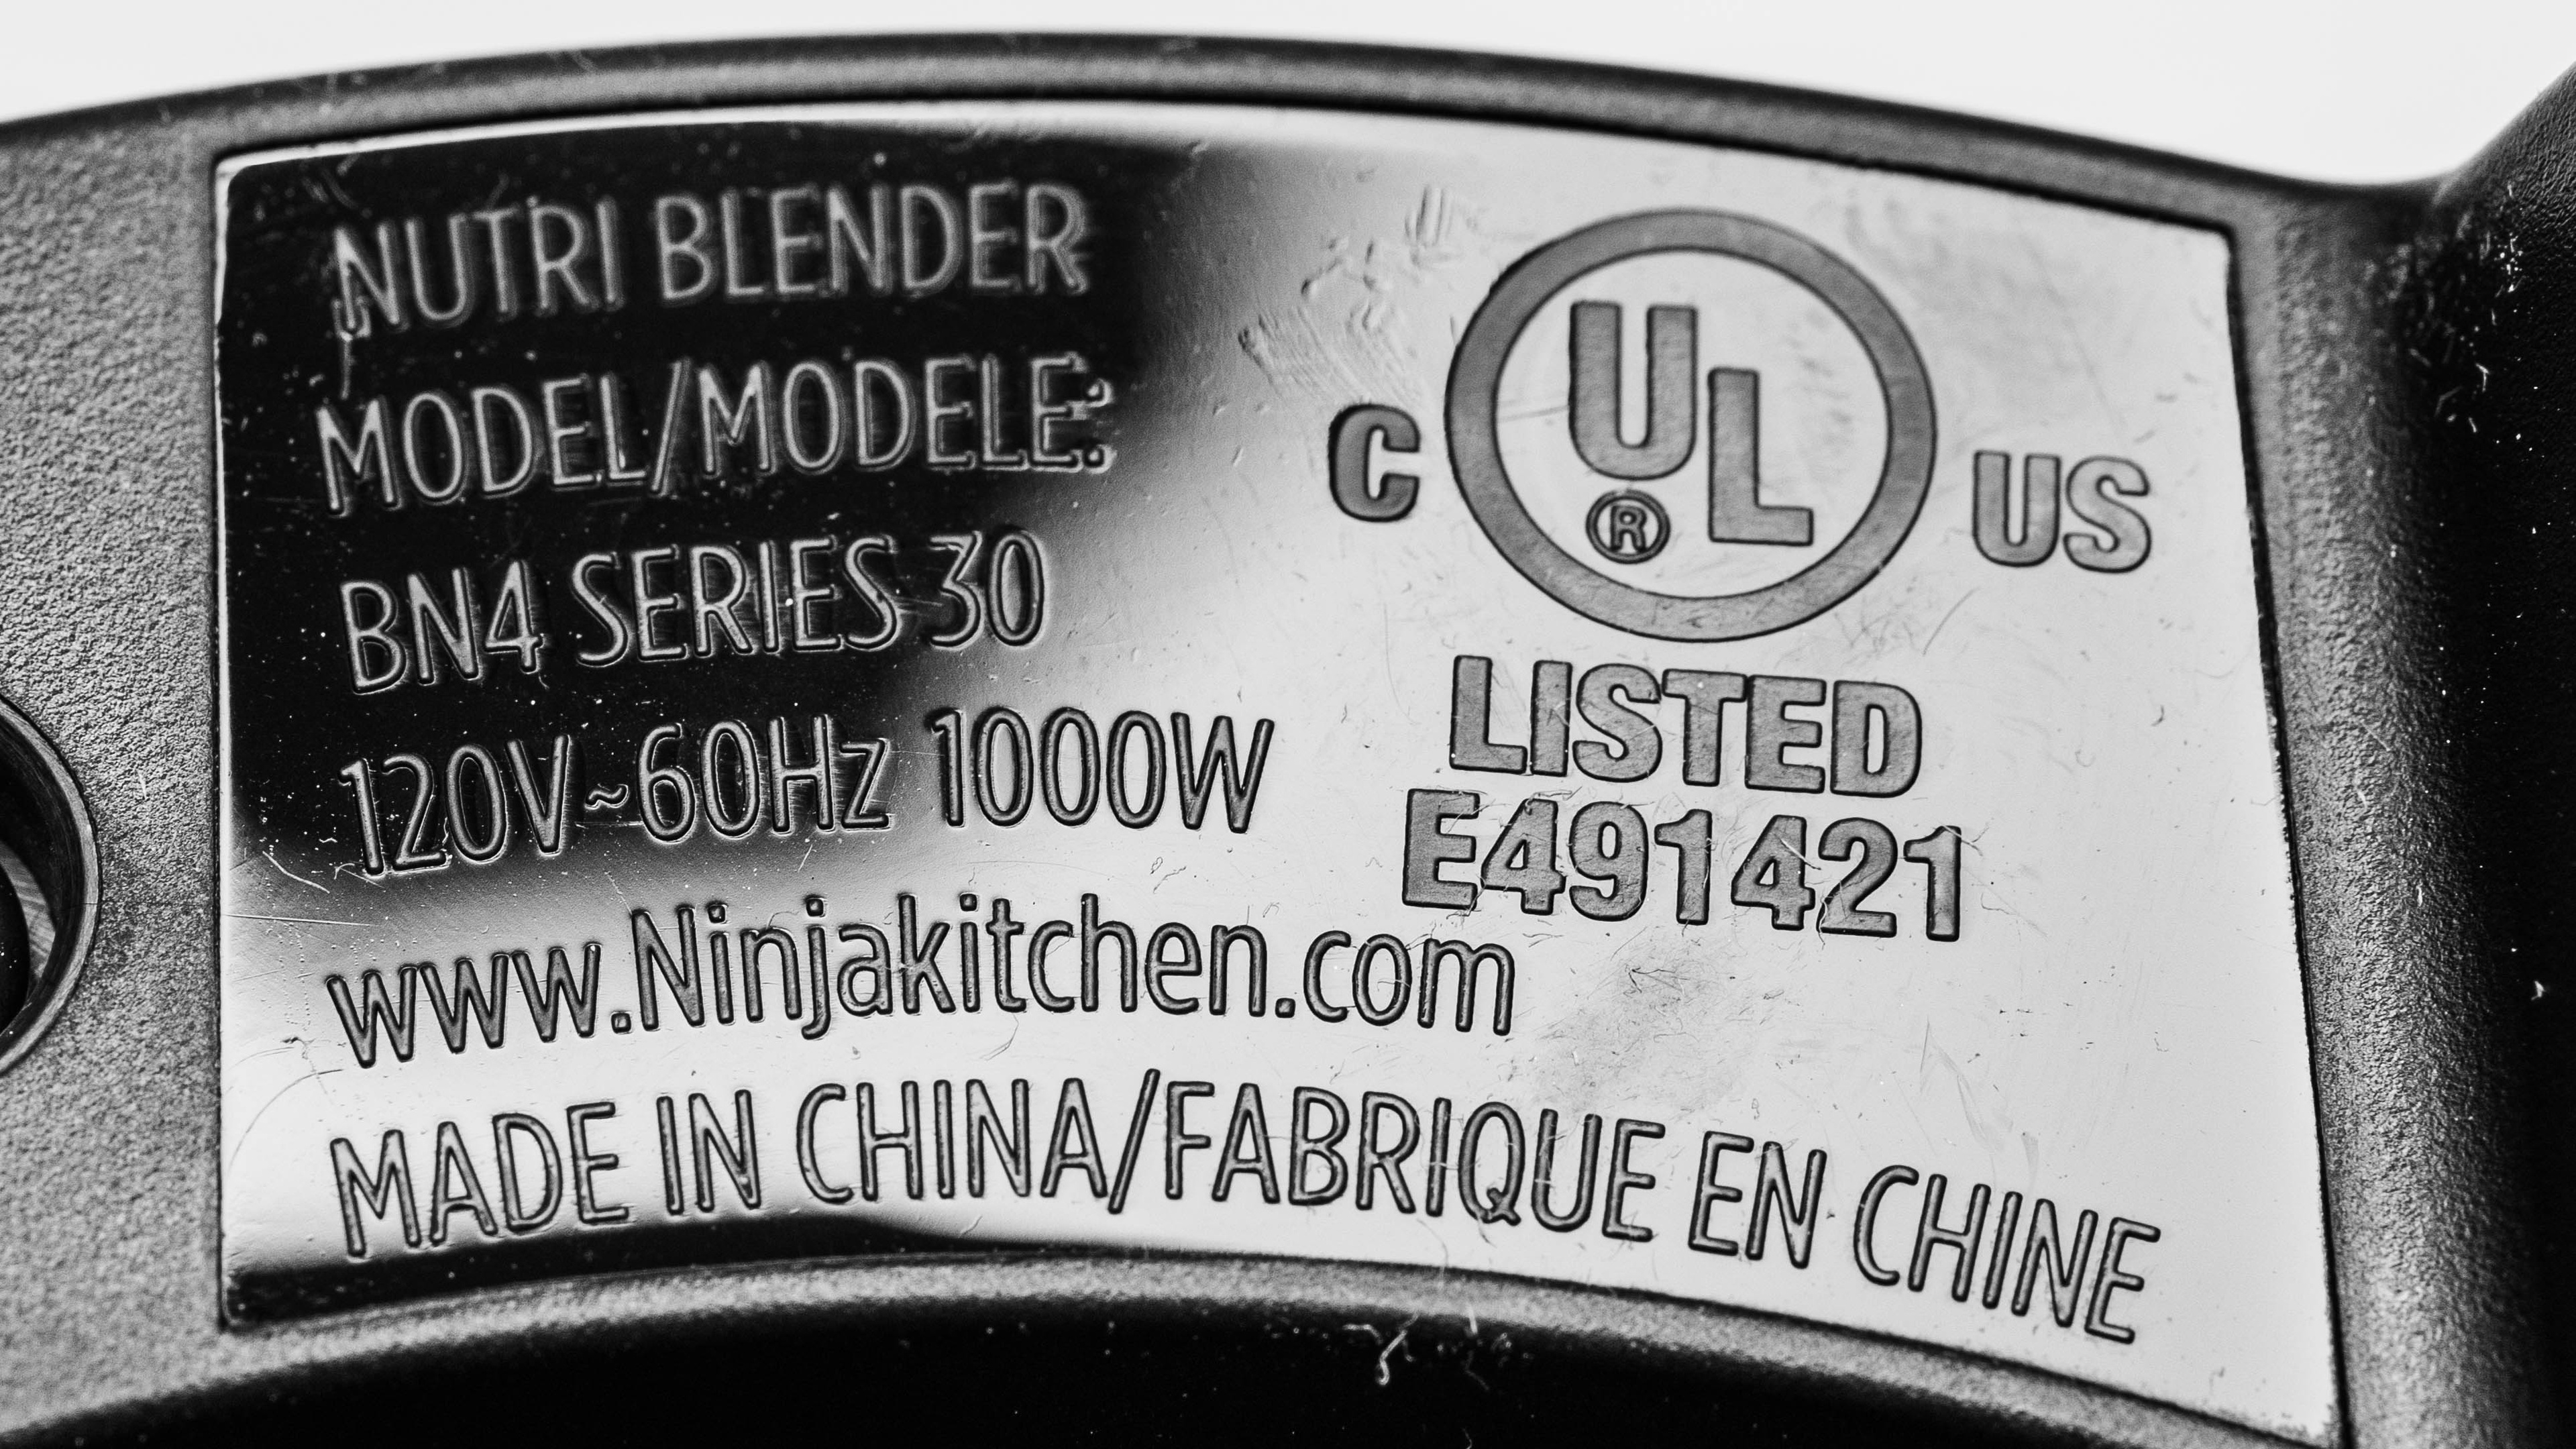 NUTRI BLENDER
MODEL/MODELE:
BN4 SERIES 30
120V~60Hz 1000W
www.Ninjakitchen.com
MADE IN CHINA/FABRIQUE EN CHINE
C UL® US
LISTED
E491421